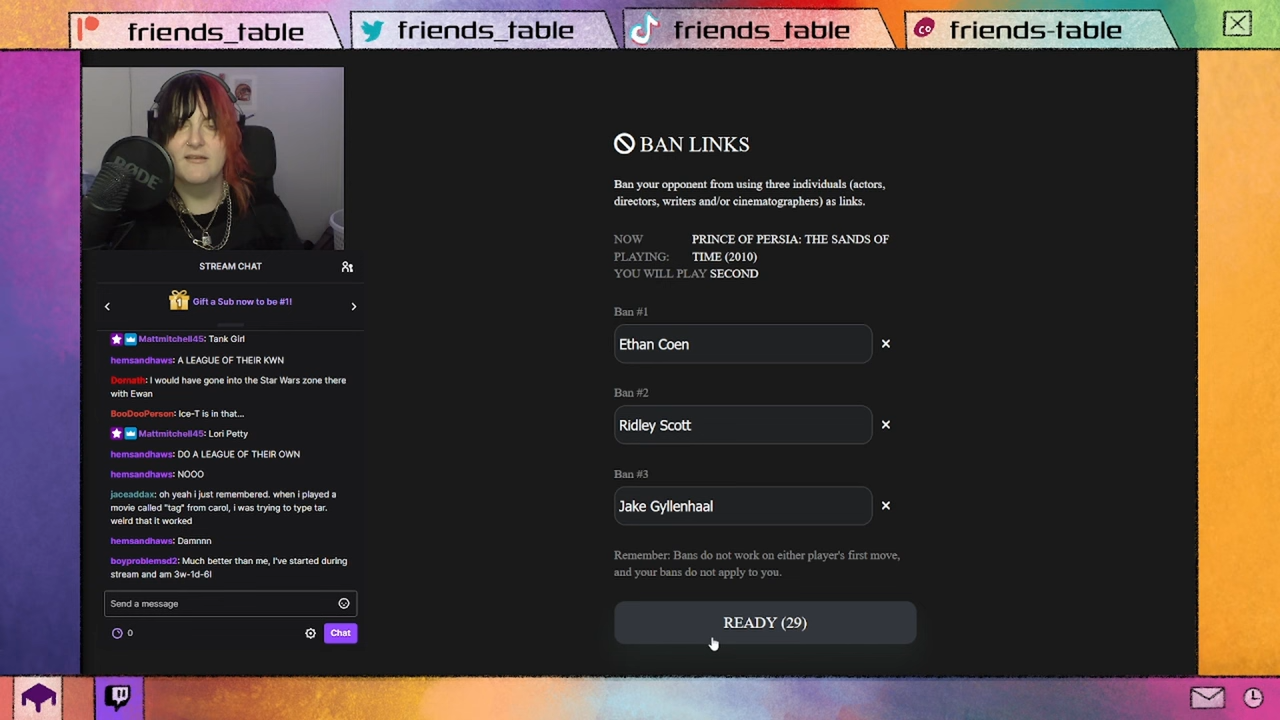 friends_table
friends_table
friends_table
friends-table
RØDE
STREAM CHAT
1
Gift a Sub now to be #1!
Mattmitchell45: Tank Girl
hemsandhaws: A LEAGUE OF THEIR KWN
Dornath: I would have gone into the Star Wars zone there
with Ewan
BooDooPerson: Ice-T is in that...
Mattmitchell45: Lori Petty
hemsandhaws: DO A LEAGUE OF THEIR OWN
hemsandhaws: NOOO
jaceaddax: oh yeah i just remembered. when i played a
movie called "tag" from carol, i was trying to type tar.
weird that it worked
hemsandhaws: Damnnn
boyproblemsd2: Much better than me, I've started during
stream and am 3w-1d-6l
Send a message
0
Chat
BAN LINKS
Ban your opponent from using three individuals (actors,
directors, writers and/or cinematographers) as links.
NOW PLAYING: PRINCE OF PERSIA: THE SANDS OF
TIME (2010)
YOU WILL PLAY SECOND
Ban #1
Ethan Coen
Ban #2
Ridley Scott
Ban #3
Jake Gyllenhaal
Remember: Bans do not work on either player's first move,
and your bans do not apply to you.
READY (29)